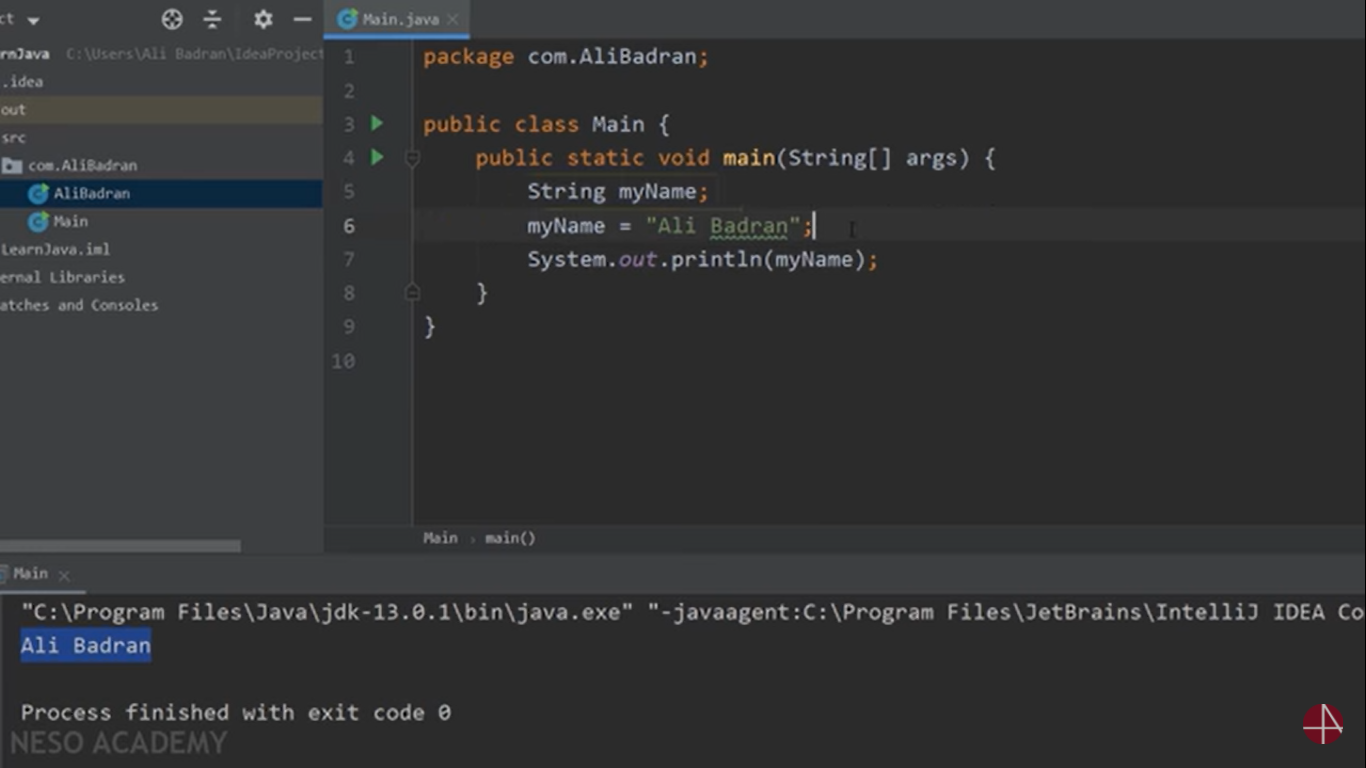 ct
rnJava C:\Users\Ali Badran\IdeaProject
.idea
out
src
com.AliBadran
AliBadran
Main
LearnJava.iml
ernal Libraries
atches and Consoles
Main.java
1 package com.AliBadran;
2
3 public class Main {
4 public static void main(String[] args) {
5 String myName;
6 myName = "Ali Badran";
7 System.out.println(myName);
8 }
9 }
10
Main › main()
Main
"C:\Program Files\Java\jdk-13.0.1\bin\java.exe" "-javaagent:C:\Program Files\JetBrains\IntelliJ IDEA Co
Ali Badran
Process finished with exit code 0
NESO ACADEMY